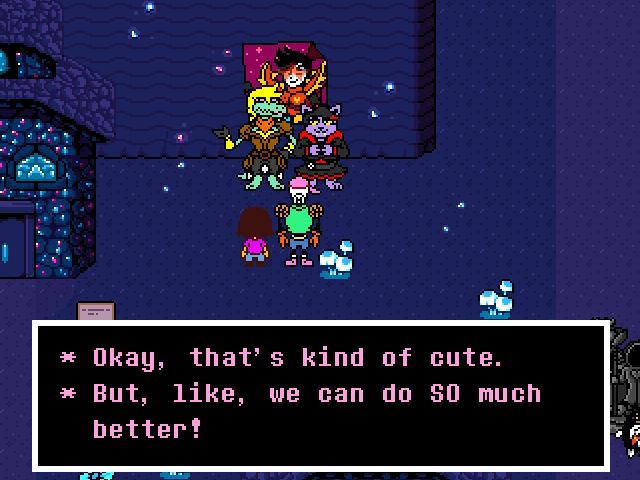 * Okay, that's kind of cute.
* But, like, we can do SO much
better!